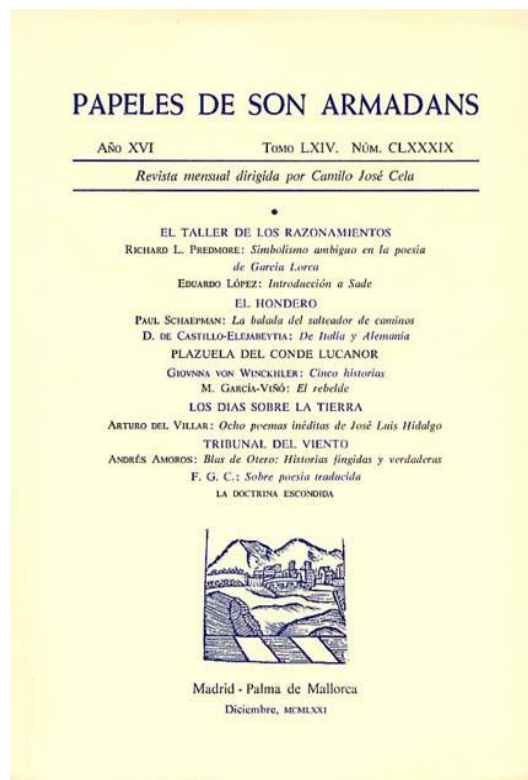 PAPELES DE SON ARMADANS
AÑO XVI TOMO LXIV. NÚM. CLXXXIX
Revista mensual dirigida por Camilo José Cela
EL TALLER DE LOS RAZONAMIENTOS
RICHARD L. PREDMORE: Simbolismo ambiguo en la poesia
de Garcia Lorca
EDUARDO LÓPEZ: Introducción a Sade
EL HONDERO
PAUL SCHAEPMAN: La balada del salteador de caminos
D. DE CASTILLO-ELEJABEYTIA: De Italia y Alemania
PLAZUELA DEL CONDE LUCANOR
GIOVNNA VON WINCKHLER: Cinco historias
M. GARCÍA-VIÑÓ: El rebelde
LOS DIAS SOBRE LA TIERRA
ARTURO DEL VILLAR: Ocho poemas inéditas de José Luis Hidalgo
TRIBUNAL DEL VIENTO
ANDRÉS AMOROS: Blas de Otero: Historias fingidas y verdaderas
F. G. C.: Sobre poesia traducida
LA DOCTRINA ESCONDIDA
Madrid - Palma de Mallorca
Diciembre, MCMLXXI